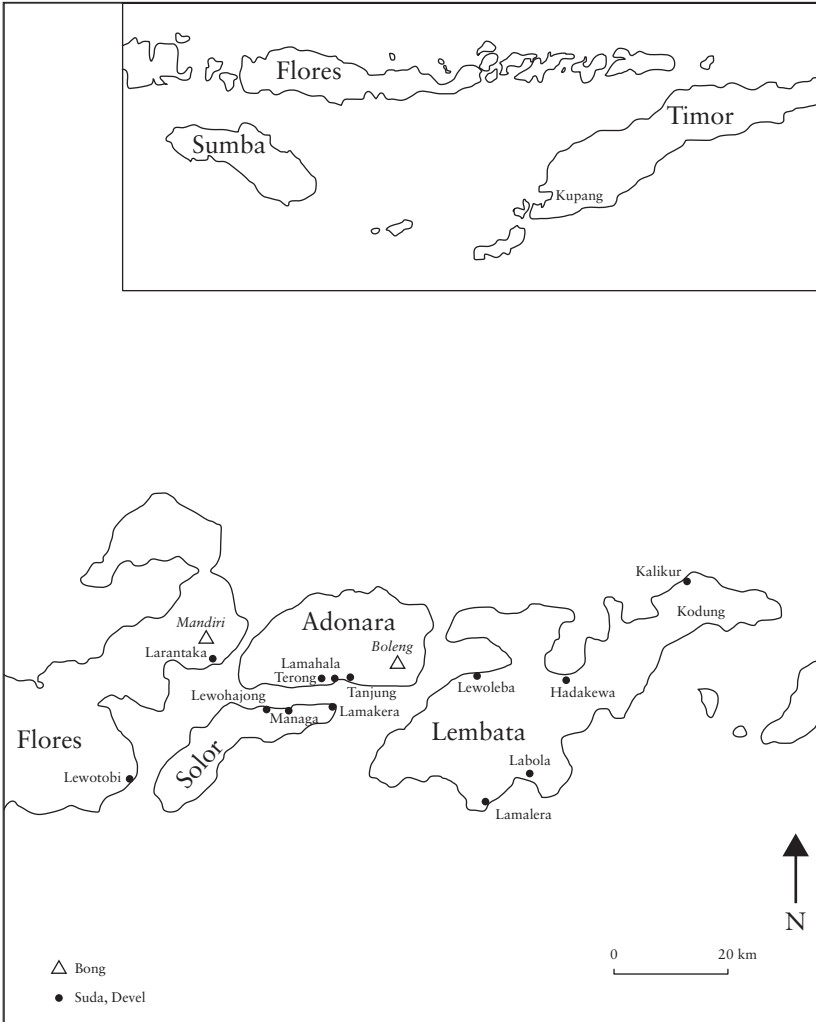 Flores
Timor
Sumba
Kupang
Kalikur
Kodung
Mandiri
Adonara
Boleng
Larantaka
Lamahala
Terong
Tanjung
Lewoleba
Hadakewa
Lewohajong
Managa
Lamakera
Flores
Solor
Lembata
Lewotobi
Labola
Lamalera
N
0 20 km
Bong
Suda, Devel